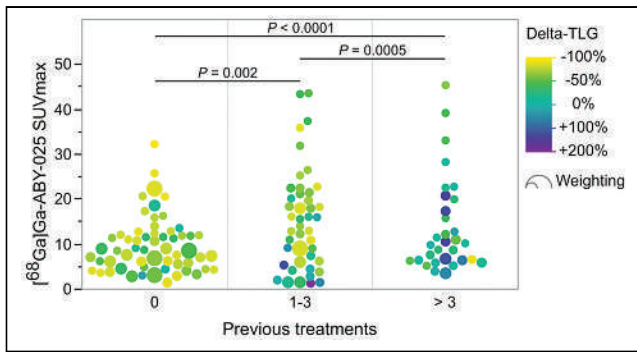 P < 0.0001
P = 0.0005
P = 0.002
[68Ga]Ga-ABY-025 SUVmax
50
40
30
20
10
0
0
1-3
> 3
Previous treatments
Delta-TLG
-100%
-50%
0%
+100%
+200%
Weighting